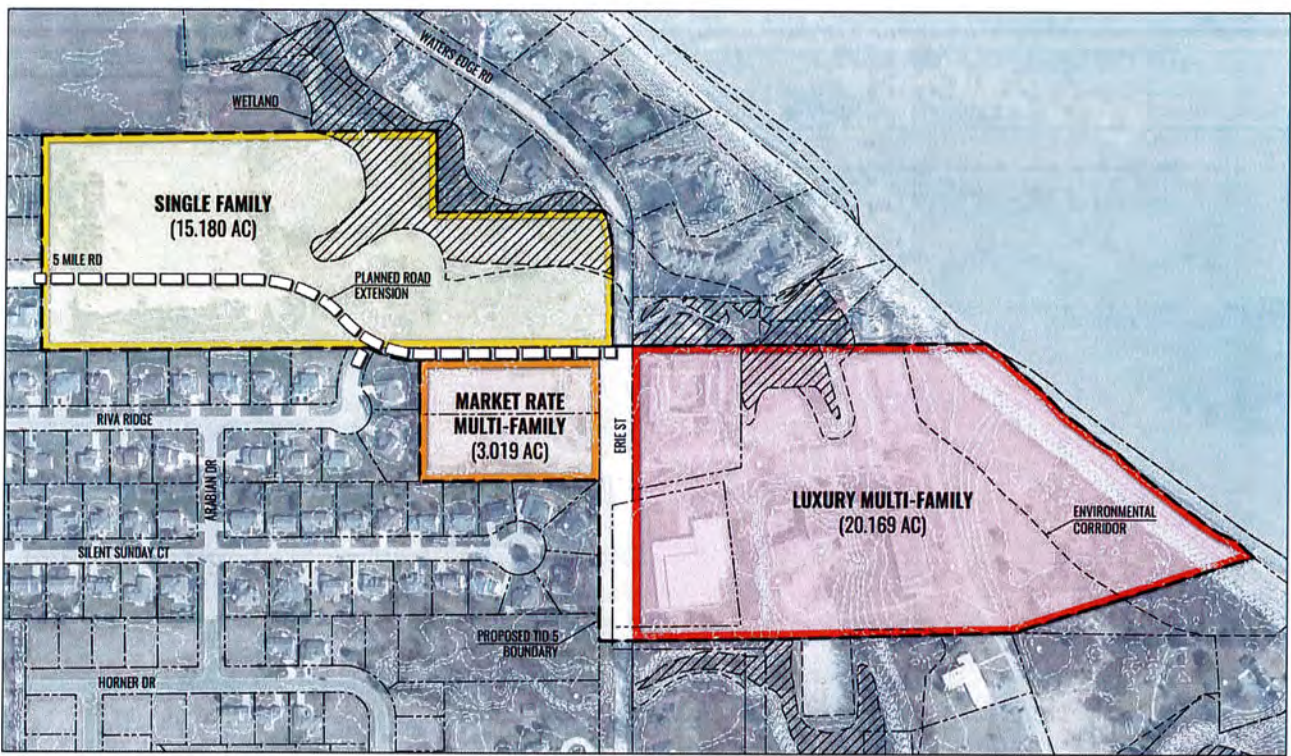 WATERS EDGE RD
WETLAND
SINGLE FAMILY
(15.180 AC)
5 MILE RD
PLANNED ROAD
EXTENSION
MARKET RATE
MULTI-FAMILY
(3.019 AC)
RIVA RIDGE
ERIE ST
ARABIAN DR
LUXURY MULTI-FAMILY
(20.169 AC)
ENVIRONMENTAL
CORRIDOR
SILENT SUNDAY CT
PROPOSED TID 5
BOUNDARY
HORNER DR